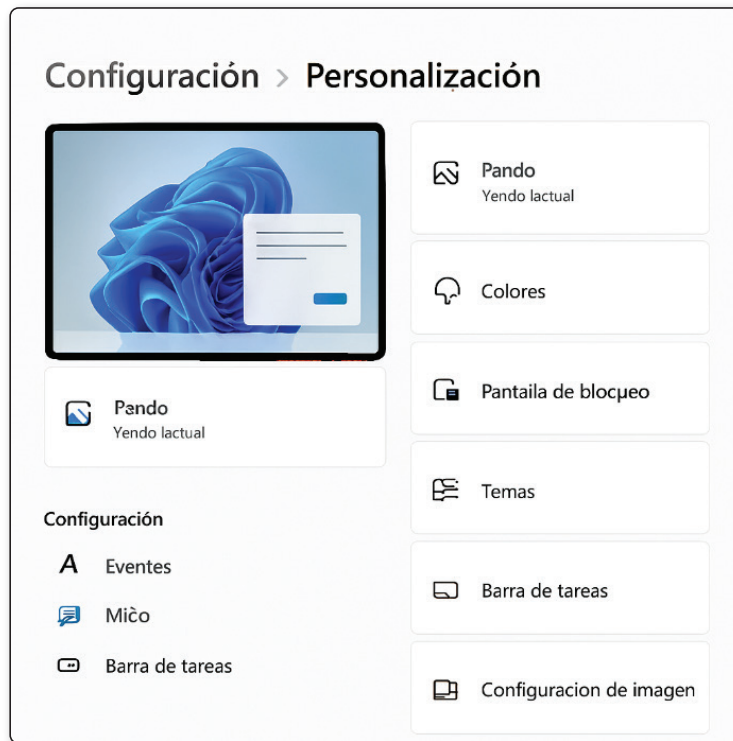 Configuración > Personalización
Pando
Yendo lactual
Configuración
A Eventes
Miċo
Barra de tareas
Pando
Yendo lactual
Colores
Pantaila de blocµeo
Temas
Barra de tareas
Configuracion de imagen